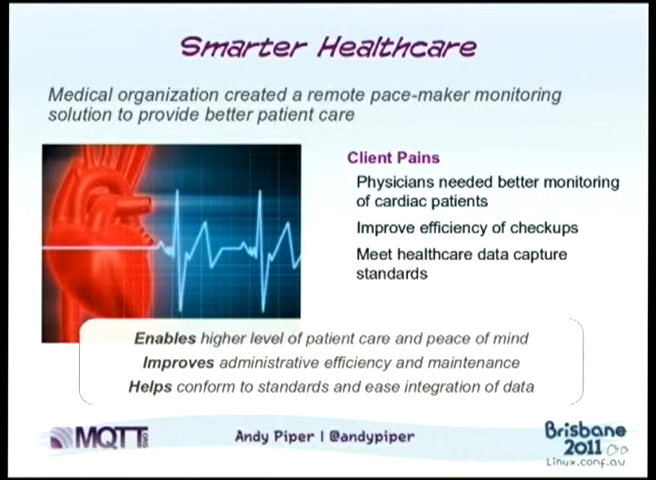 Smarter Healthcare
Medical organization created a remote pace-maker monitoring
solution to provide better patient care
Client Pains
Physicians needed better monitoring
of cardiac patients
Improve efficiency of checkups
Meet healthcare data capture
standards
Enables higher level of patient care and peace of mind
Improves administrative efficiency and maintenance
Helps conform to standards and ease integration of data
MQTT
Andy Piper | @andypiper
Brisbane
2011
Linux.conf.au